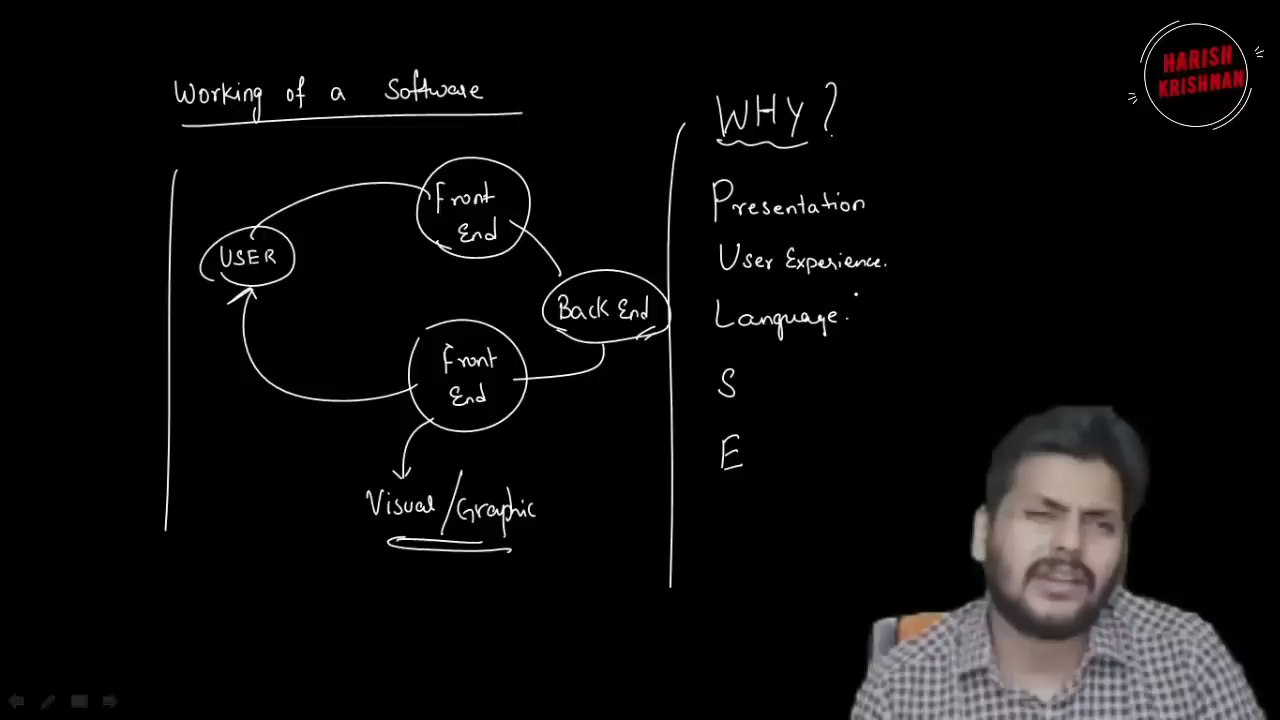 Working of a Software
USER
Front
End
Back End
Front
End
Visual/Graphic
WHY?
Presentation
User Experience.
Language.
S
E
HARISH
KRISHNAN